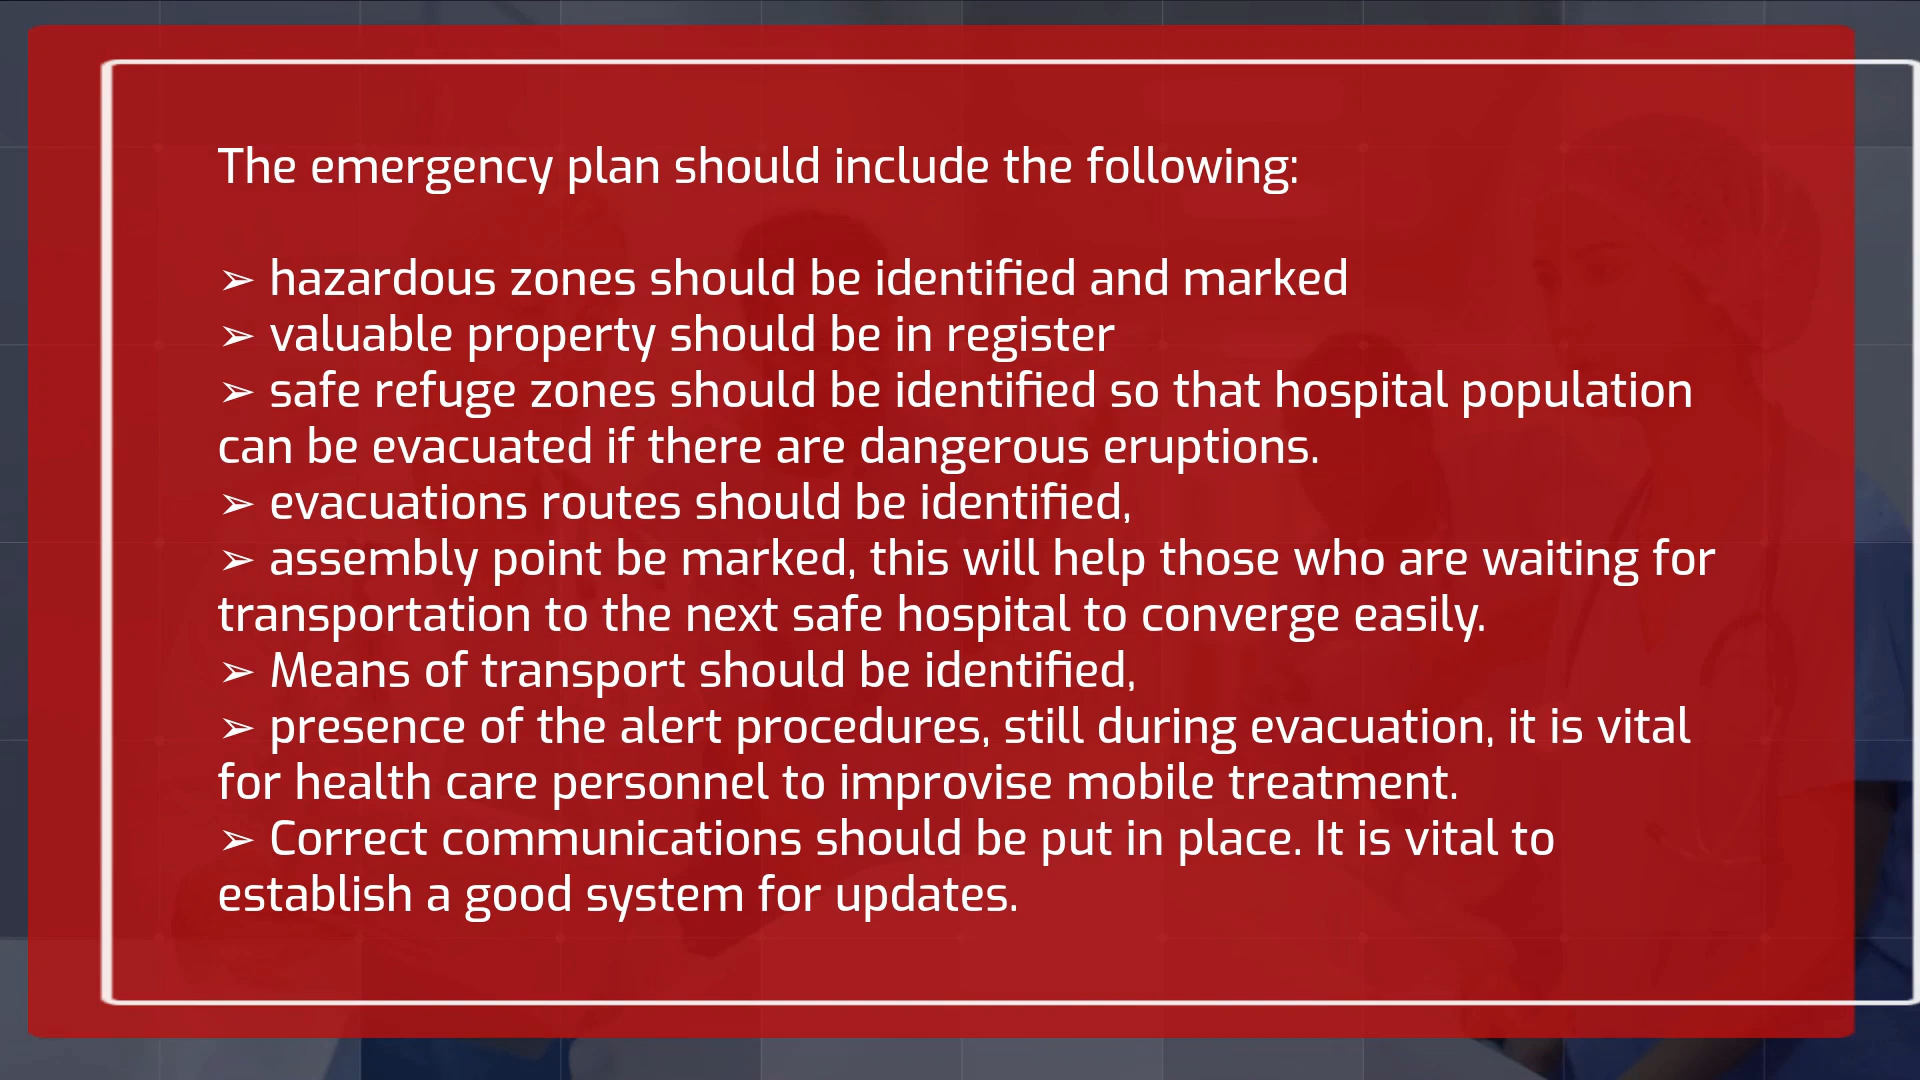 The emergency plan should include the following:
➢ hazardous zones should be identified and marked
➢ valuable property should be in register
➢ safe refuge zones should be identified so that hospital population
can be evacuated if there are dangerous eruptions.
➢ evacuations routes should be identified,
➢ assembly point be marked, this will help those who are waiting for
transportation to the next safe hospital to converge easily.
➢ Means of transport should be identified,
➢ presence of the alert procedures, still during evacuation, it is vital
for health care personnel to improvise mobile treatment.
➢ Correct communications should be put in place. It is vital to
establish a good system for updates.